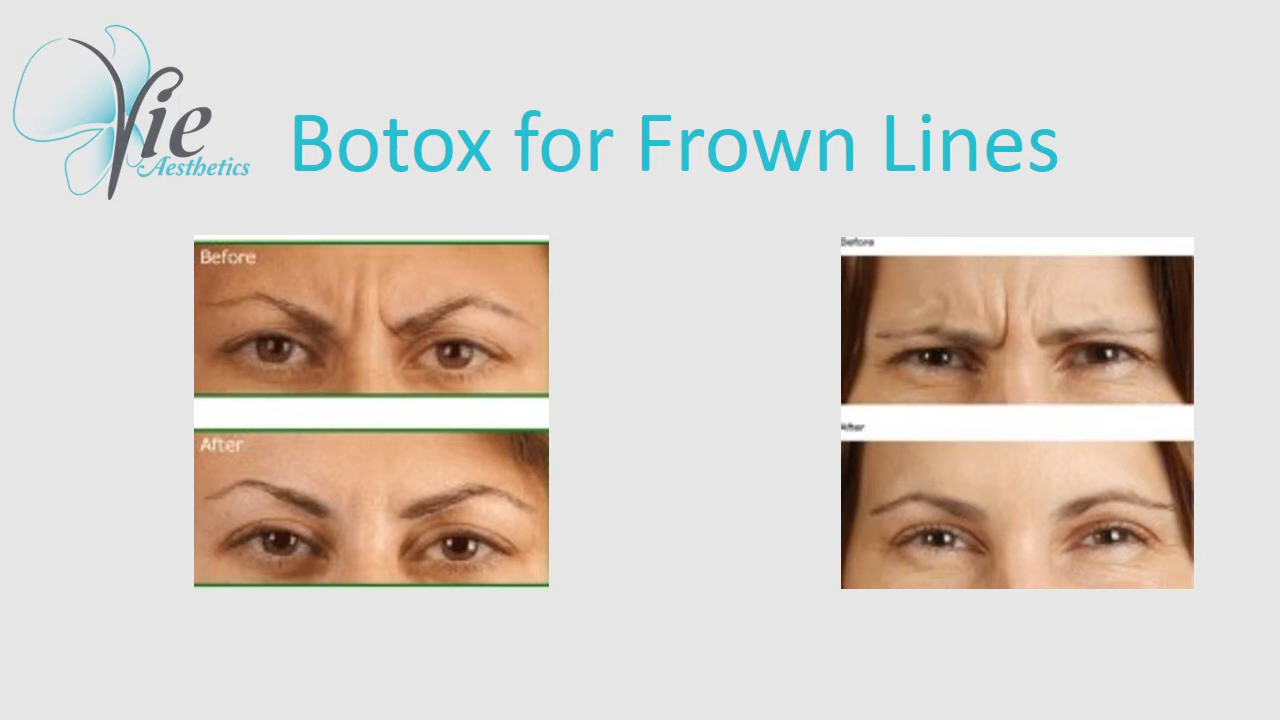 Vie
Aesthetics
Botox for Frown Lines
Before
After
Before
After